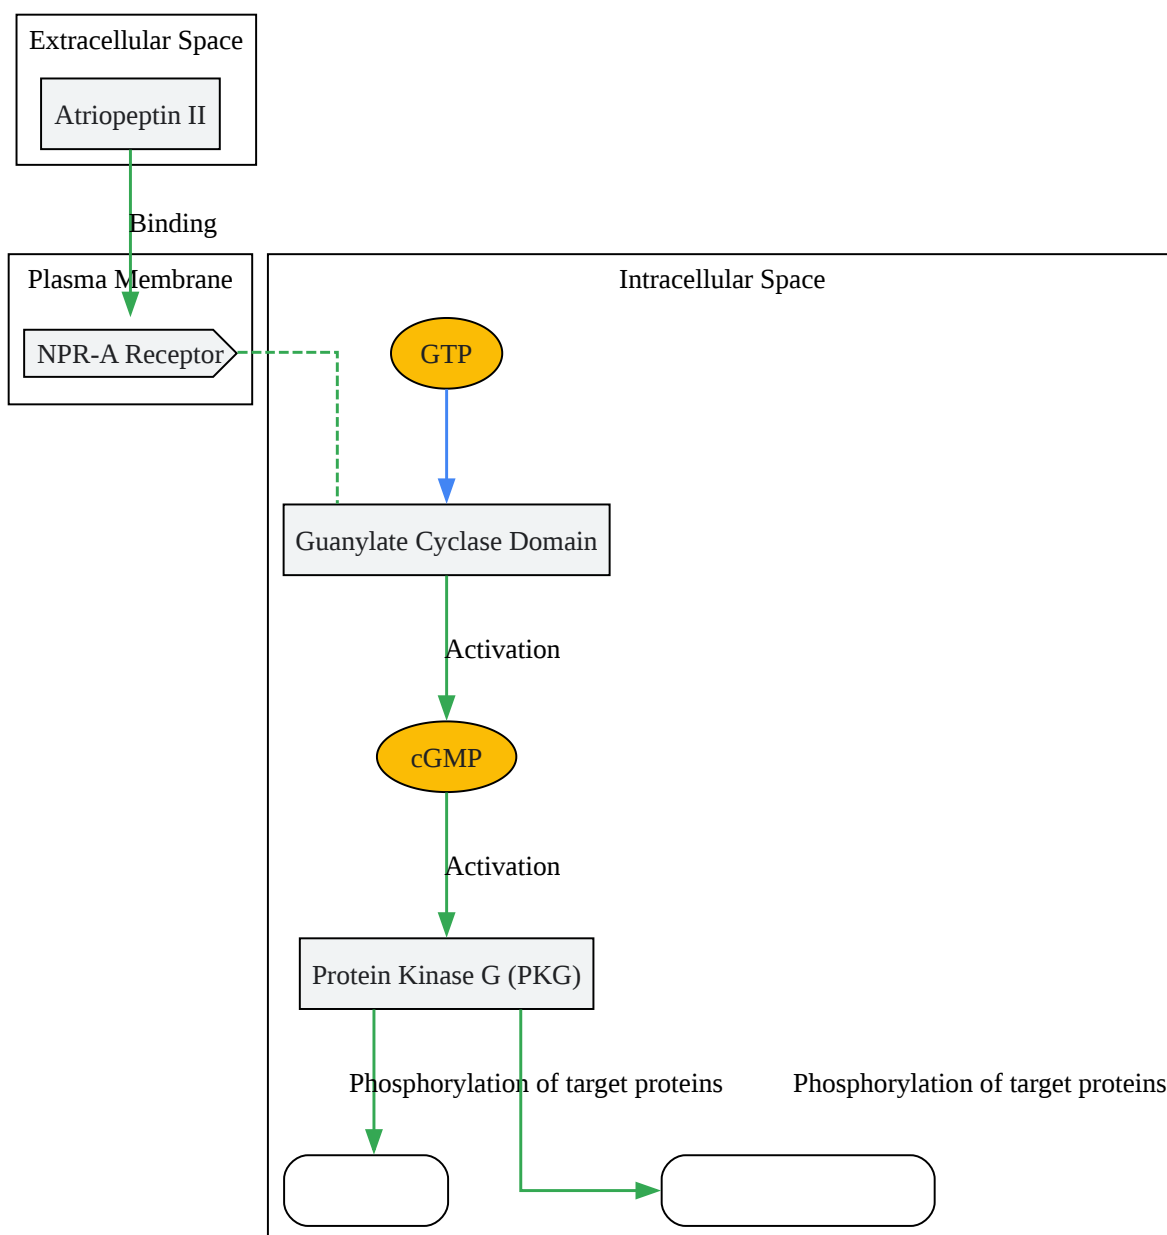 Extracellular Space
Atriopeptin II
Binding
Plasma Membrane
NPR-A Receptor
Intracellular Space
GTP
Guanylate Cyclase Domain
Activation
cGMP
Activation
Protein Kinase G (PKG)
Phosphorylation of target proteins
Phosphorylation of target proteins